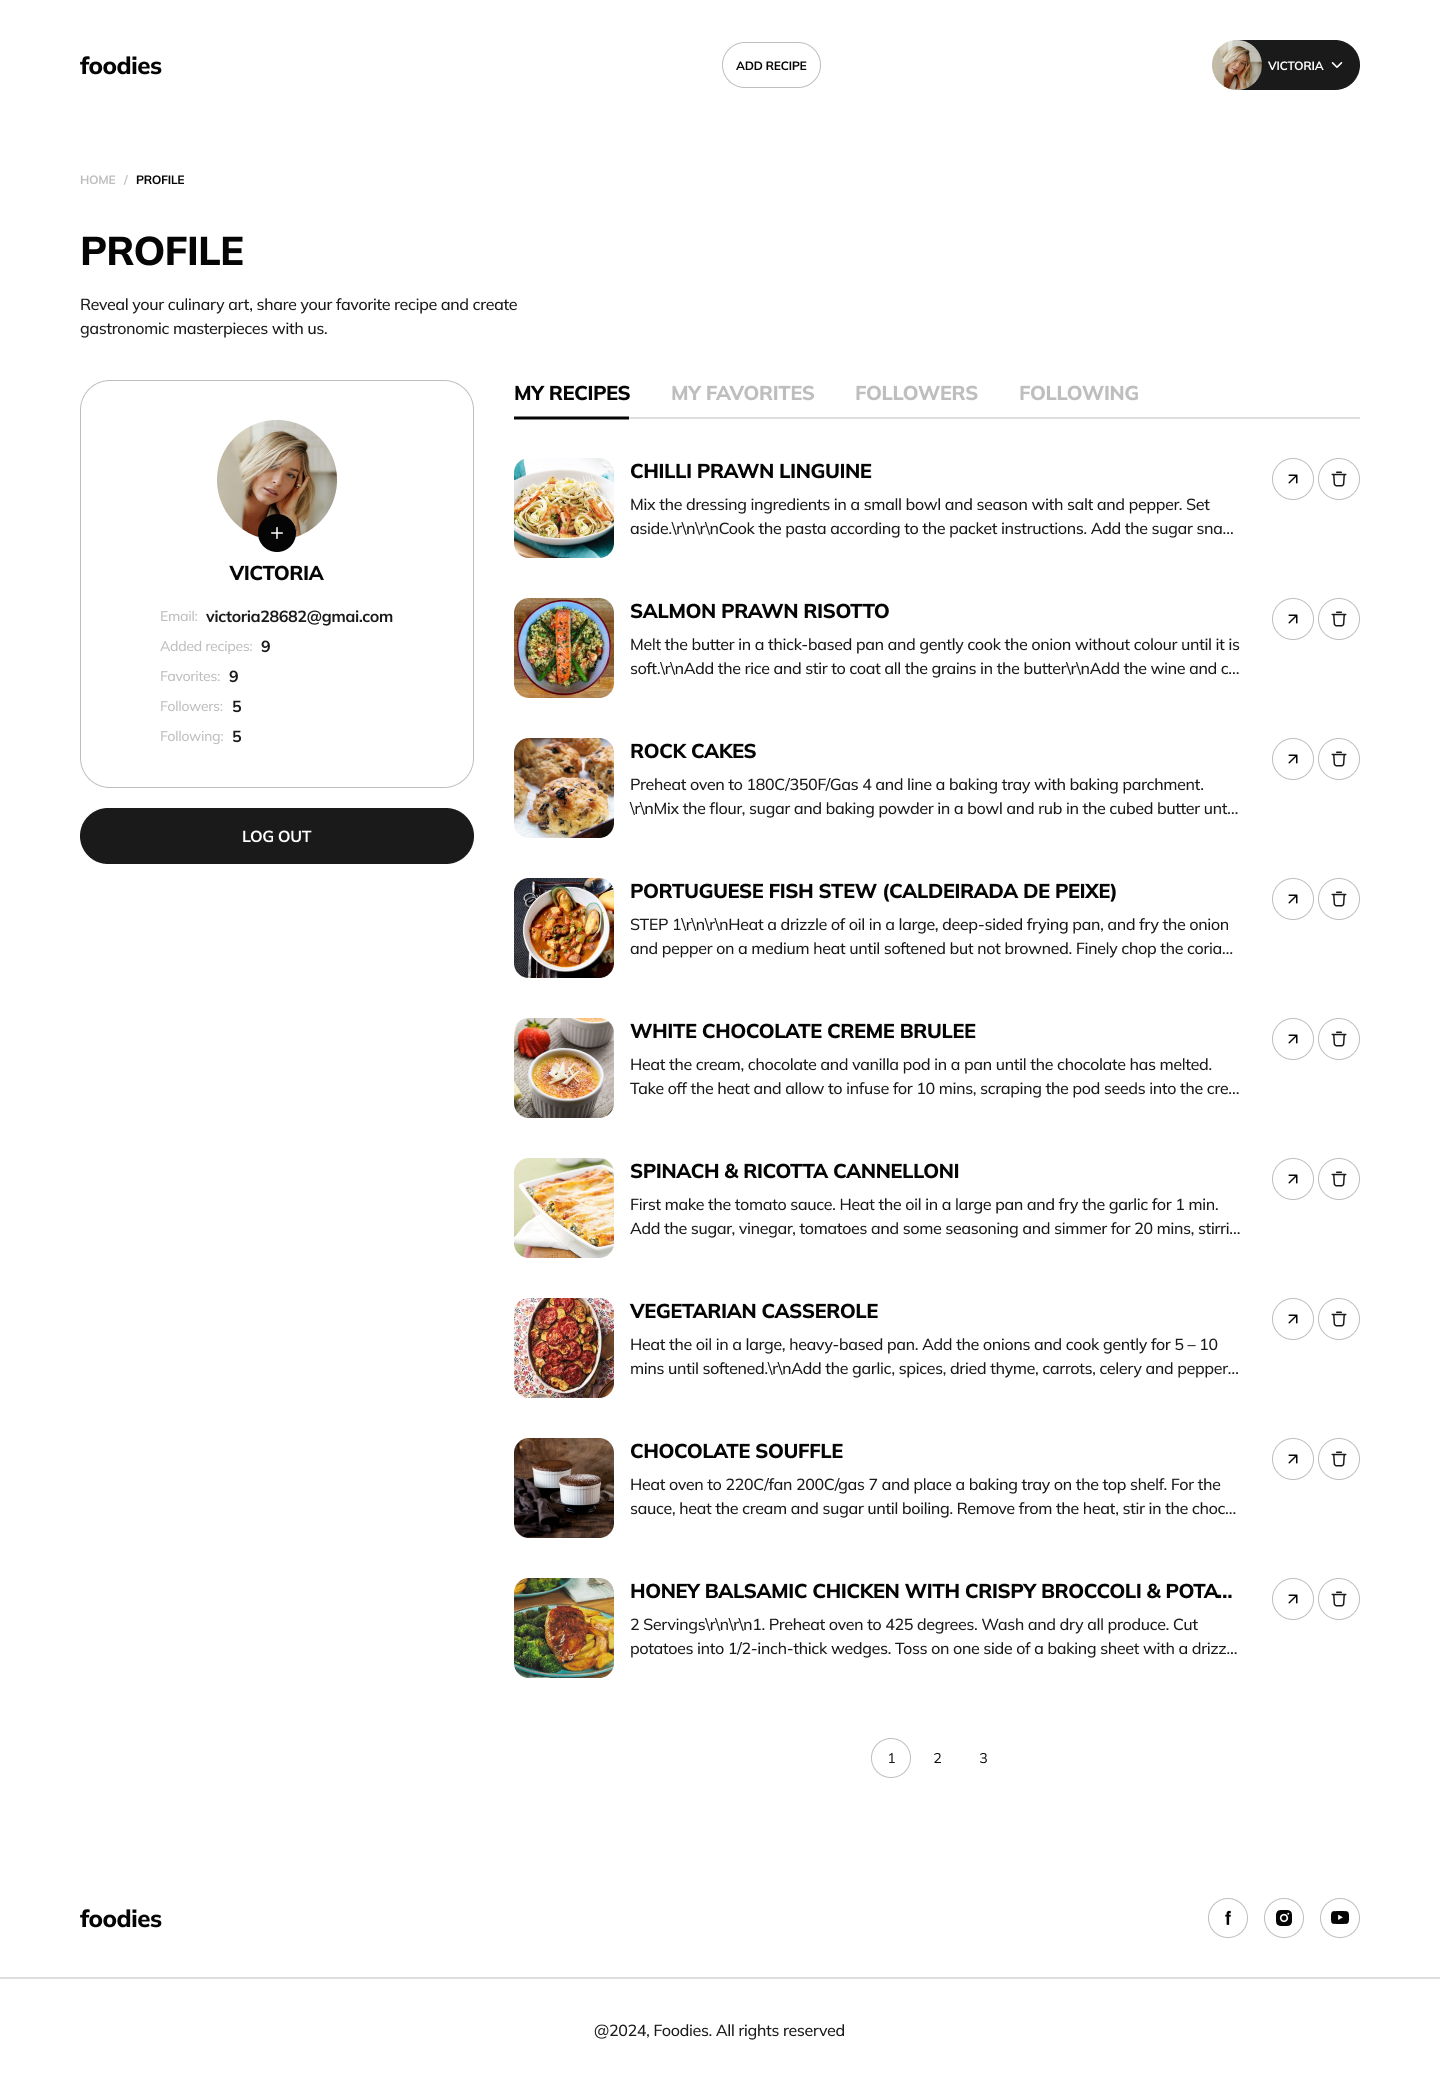 foodies
ADD RECIPE
VICTORIA
HOME / PROFILE
PROFILE
Reveal your culinary art, share your favorite recipe and create
gastronomic masterpieces with us.
VICTORIA
Email: victoria28682@gmai.com
Added recipes: 9
Favorites: 9
Followers: 5
Following: 5
LOG OUT
MY RECIPES MY FAVORITES FOLLOWERS FOLLOWING
CHILLI PRAWN LINGUINE
Mix the dressing ingredients in a small bowl and season with salt and pepper. Set
aside.\r\n\r\nCook the pasta according to the packet instructions. Add the sugar sna...
SALMON PRAWN RISOTTO
Melt the butter in a thick-based pan and gently cook the onion without colour until it is
soft.\r\nAdd the rice and stir to coat all the grains in the butter\r\nAdd the wine and c...
ROCK CAKES
Preheat oven to 180C/350F/Gas 4 and line a baking tray with baking parchment.
\r\nMix the flour, sugar and baking powder in a bowl and rub in the cubed butter unt...
PORTUGUESE FISH STEW (CALDEIRADA DE PEIXE)
STEP 1\r\n\r\nHeat a drizzle of oil in a large, deep-sided frying pan, and fry the onion
and pepper on a medium heat until softened but not browned. Finely chop the coria...
WHITE CHOCOLATE CREME BRULEE
Heat the cream, chocolate and vanilla pod in a pan until the chocolate has melted.
Take off the heat and allow to infuse for 10 mins, scraping the pod seeds into the cre...
SPINACH & RICOTTA CANNELLONI
First make the tomato sauce. Heat the oil in a large pan and fry the garlic for 1 min.
Add the sugar, vinegar, tomatoes and some seasoning and simmer for 20 mins, stirri...
VEGETARIAN CASSEROLE
Heat the oil in a large, heavy-based pan. Add the onions and cook gently for 5 – 10
mins until softened.\r\nAdd the garlic, spices, dried thyme, carrots, celery and pepper...
CHOCOLATE SOUFFLE
Heat oven to 220C/fan 200C/gas 7 and place a baking tray on the top shelf. For the
sauce, heat the cream and sugar until boiling. Remove from the heat, stir in the choc...
HONEY BALSAMIC CHICKEN WITH CRISPY BROCCOLI & POTA...
2 Servings\r\n\r\n1. Preheat oven to 425 degrees. Wash and dry all produce. Cut
potatoes into 1/2-inch-thick wedges. Toss on one side of a baking sheet with a drizz...
1 2 3
foodies
@2024, Foodies. All rights reserved